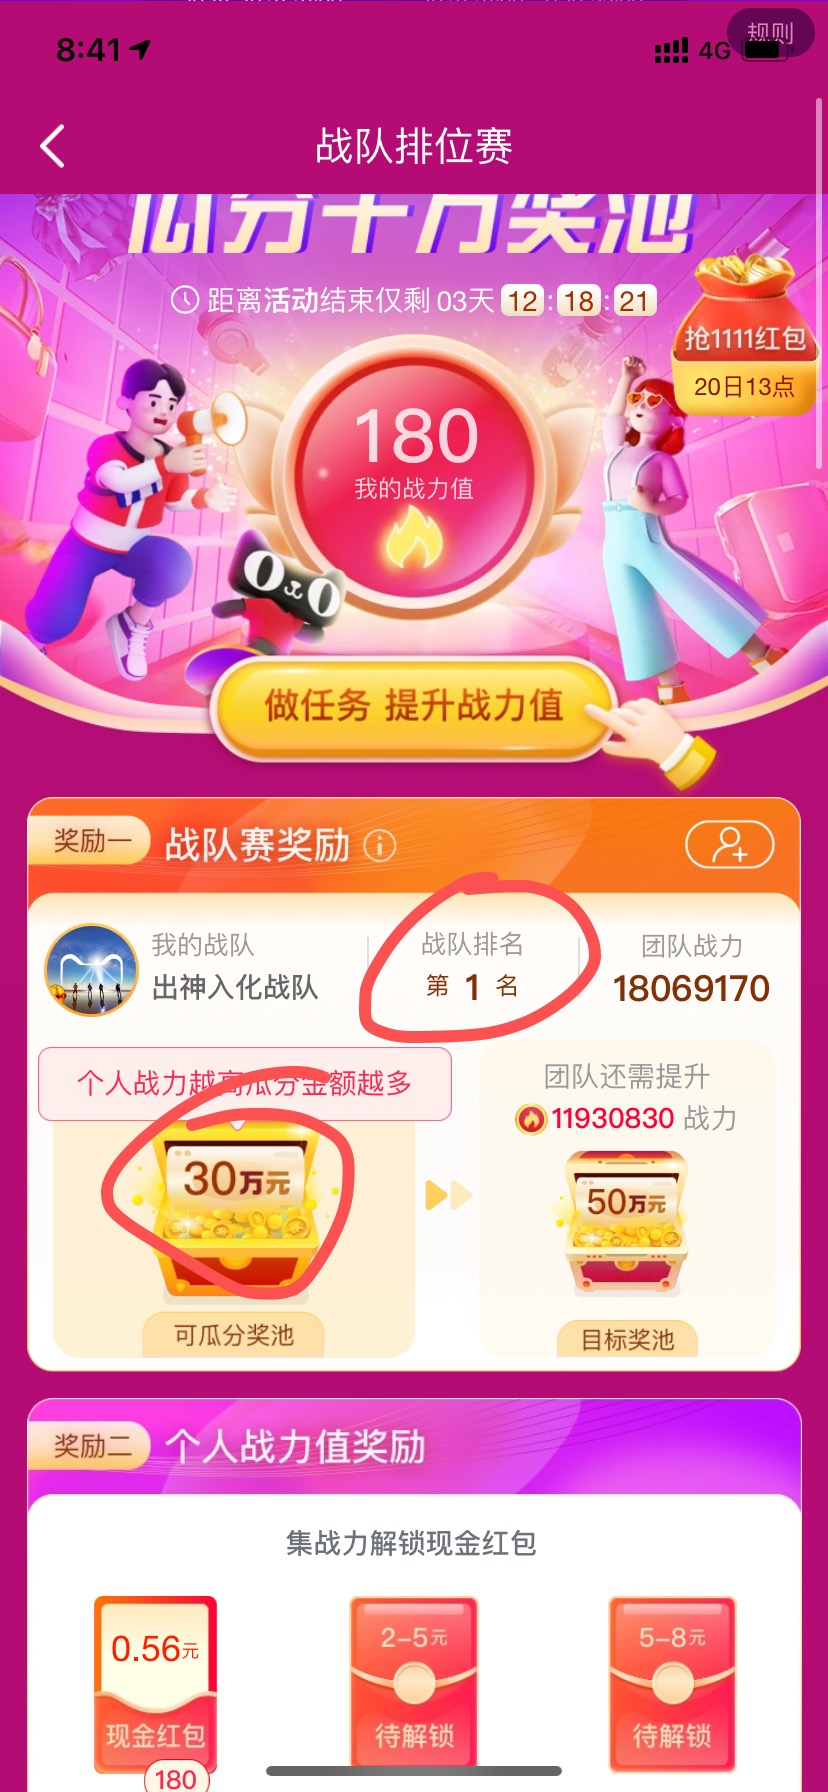 8:41
4G
规则
战队排位赛
瓜分千万奖池
距离活动结束仅剩 03天 12 : 18 : 21
抢1111红包
20日13点
180
我的战力值
做任务 提升战力值
奖励一 战队赛奖励
我的战队
出神入化战队
战队排名
第 1 名
团队战力
18069170
个人战力越高瓜分金额越多
30万元
可瓜分奖池
团队还需提升
11930830 战力
50万元
目标奖池
奖励二 个人战力值奖励
集战力解锁现金红包
0.56元
现金红包
180
2-5元
待解锁
5-8元
待解锁